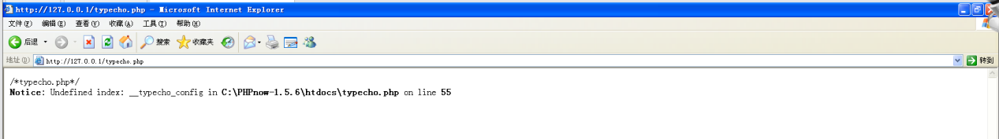 http://127.0.0.1/typecho.php - Microsoft Internet Explorer
文件(F) 编辑(E) 查看(V) 收藏(A) 工具(T) 帮助(H)
后退 搜索 收藏夹
地址(D) http://127.0.0.1/typecho.php 转到
/*typecho.php*/
Notice: Undefined index: __typecho_config in C:\PHPnow-1.5.6\htdocs\typecho.php on line 55